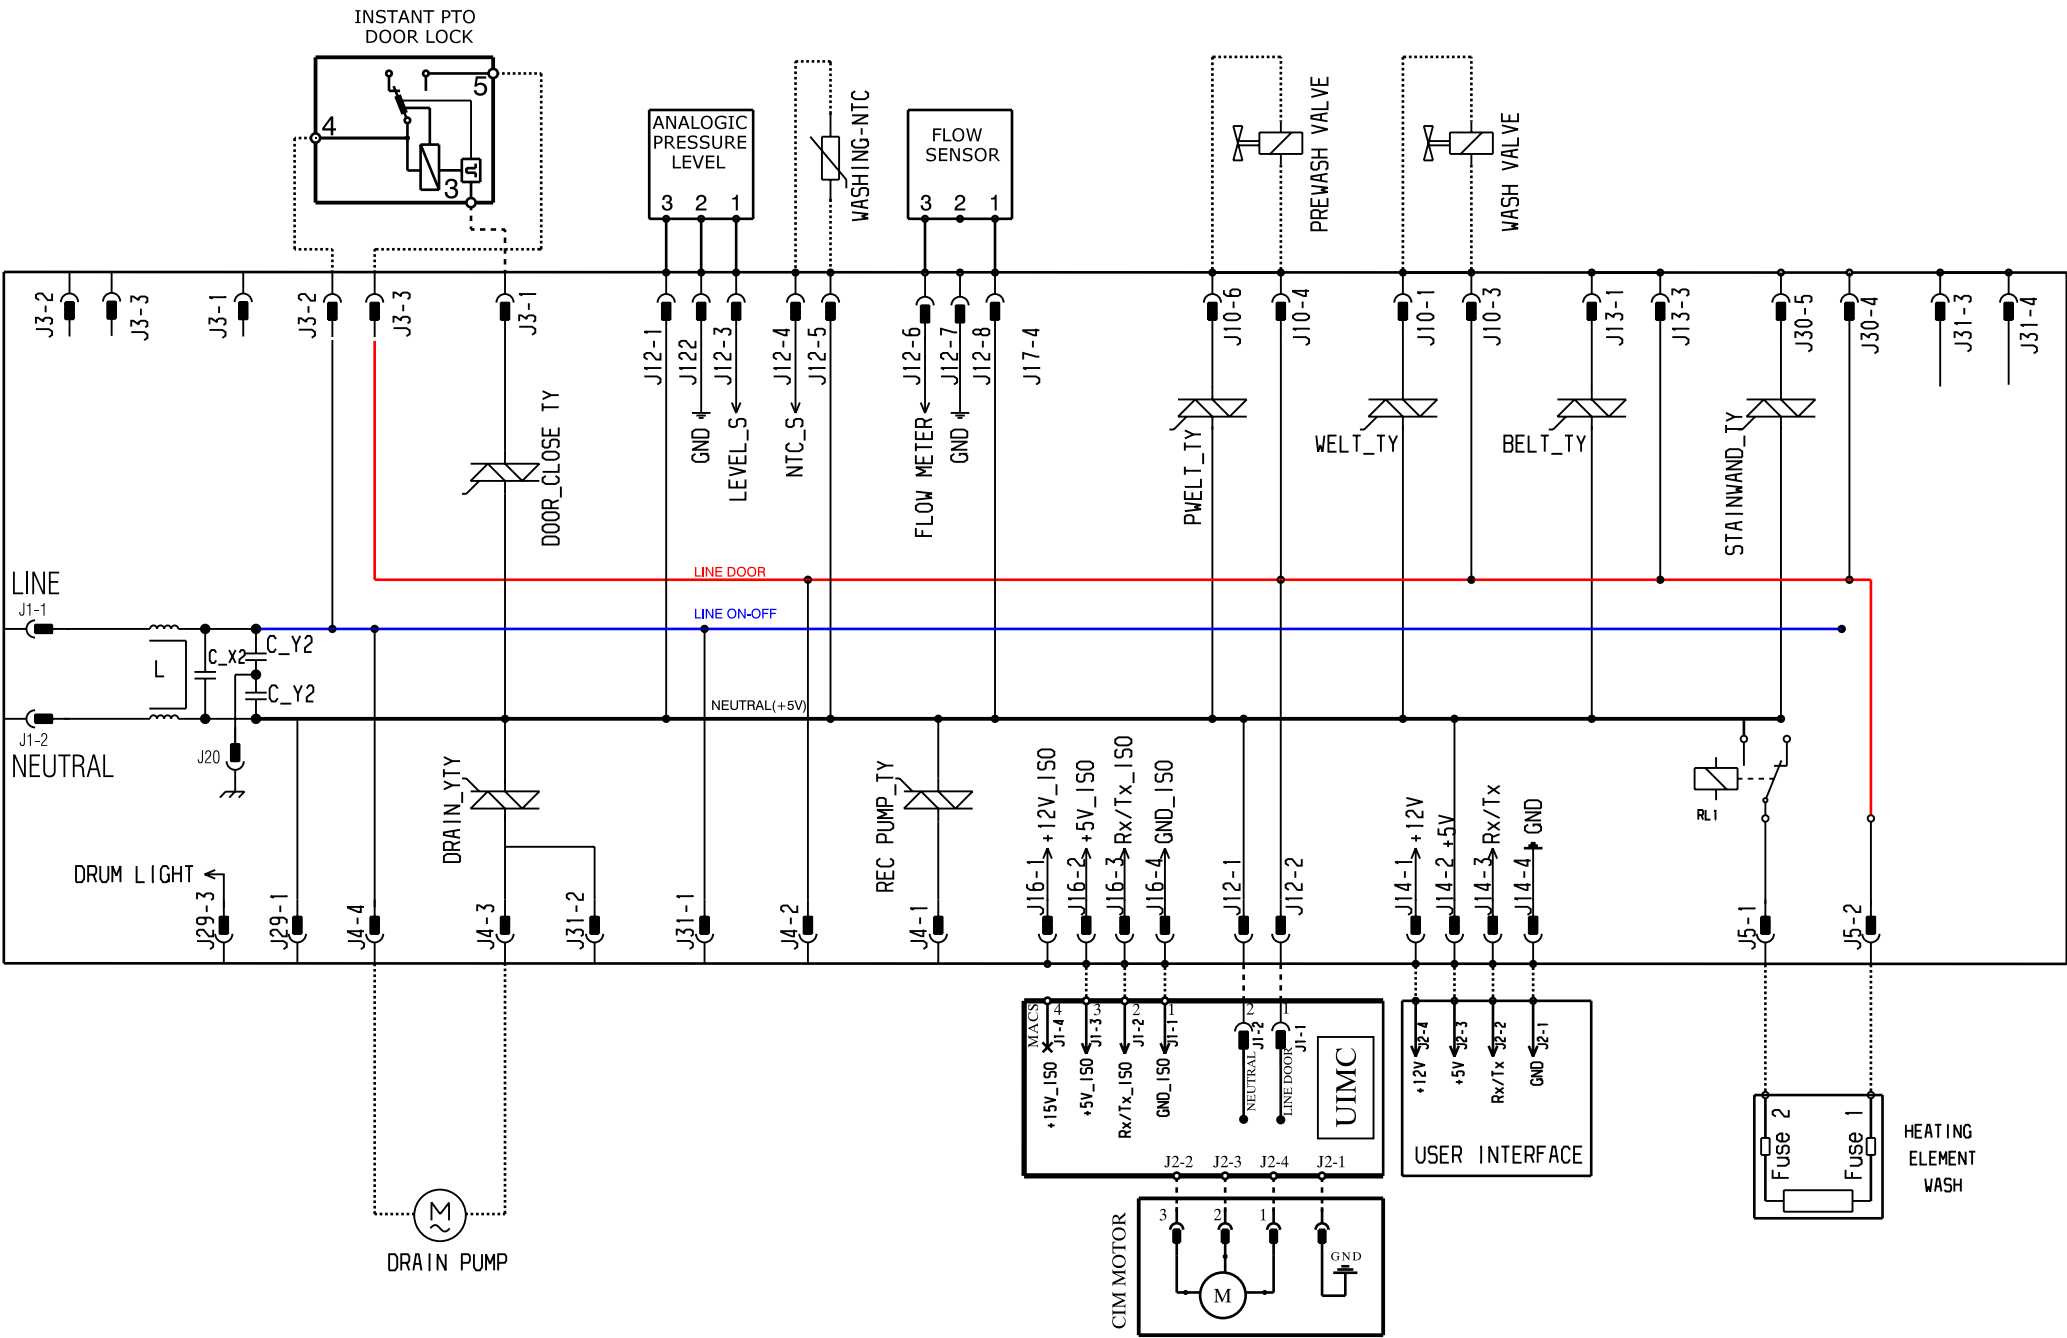 INSTANT PTO
DOOR LOCK
5
4
3
ANALOGIC
PRESSURE
LEVEL
3 2 1
WASHING-NTC
FLOW
SENSOR
3 2 1
PREWASH VALVE
WASH VALVE
J3-2
J3-3
J3-1
J3-2
J3-3
J3-1
J12-1
J122
J12-3
J12-4
J12-5
J12-6
J12-7
J12-8
J17-4
J10-6
J10-4
J10-1
J10-3
J13-1
J13-3
J30-5
J30-4
J31-3
J31-4
DOOR_CLOSE TY
GND
LEVEL_S
NTC_S
FLOW METER
GND
PWELT_TY
WELT_TY
BELT_TY
STAINWAND_TY
LINE
J1-1
LINE DOOR
LINE ON-OFF
L
C_X2
C_Y2
C_Y2
NEUTRAL(+5V)
J1-2
NEUTRAL
J20
DRAIN_YTY
REC PUMP_TY
+12V_ISO
+5V_ISO
Rx/Tx_ISO
GND_ISO
+12V
+5V
Rx/Tx
GND
RL1
DRUM LIGHT
J29-3
J29-1
J4-4
J4-3
J31-2
J31-1
J4-2
J4-1
J16-1
J16-2
J16-3
J16-4
J12-1
J12-2
J14-1
J14-2
J14-3
J14-4
J5-1
J5-2
MACS
4
3
2
1
2
1
J1-4
J1-3
J1-2
J1-1
J1-2
J1-1
+15V_ISO
+5V_ISO
Rx/Tx_ISO
GND_ISO
NEUTRAL
LINE DOOR
UIMC
J2-4
J2-3
J2-2
J2-1
+12V
+5V
Rx/Tx
GND
USER INTERFACE
J2-2 J2-3 J2-4 J2-1
3 2 1
CIM MOTOR
M
GND
M
DRAIN PUMP
Fuse 2
Fuse 1
HEATING
ELEMENT
WASH